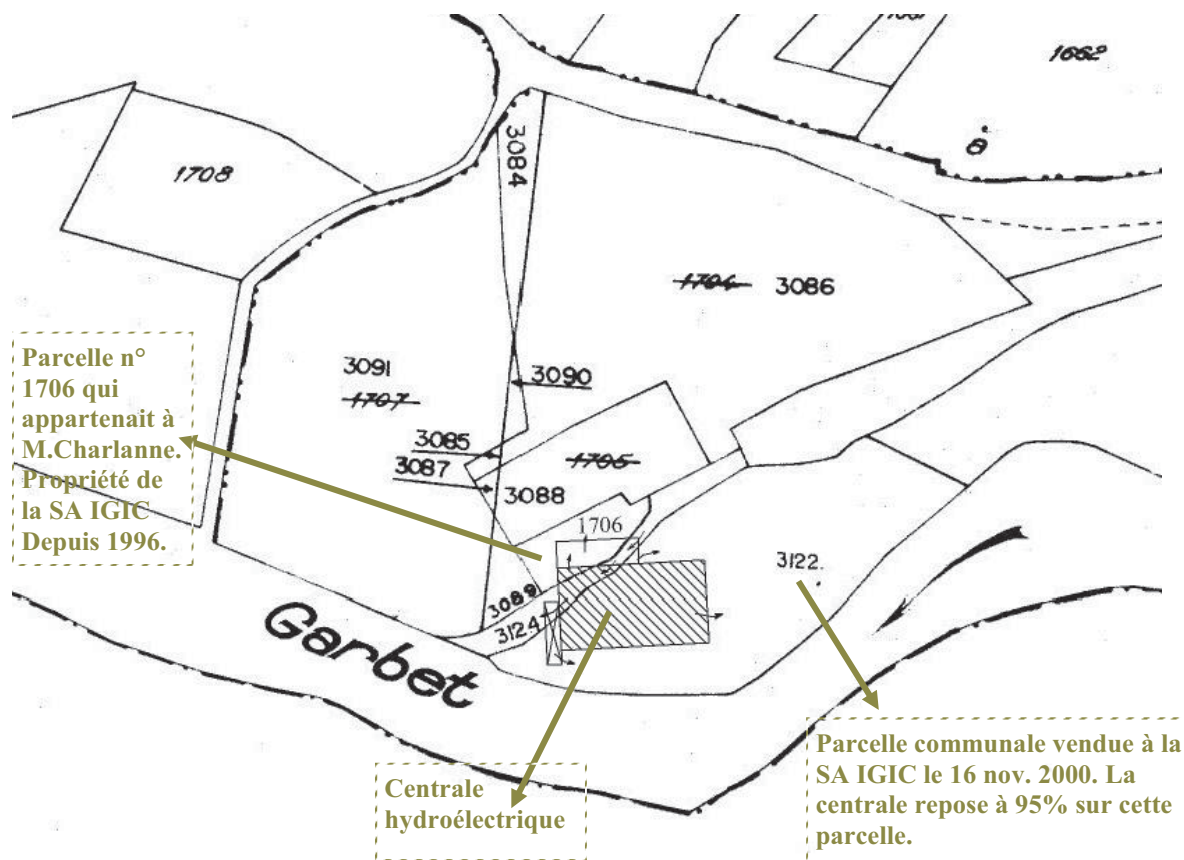 1662
a
3084
1708
1704 3086
Parcelle n°
1706 qui
appartenait à
M.Charlanne.
Propriété de
la SA IGIC
Depuis 1996.
3091
1707
3090
3085
3087
1705
3088
1706
3122.
3089
3124
Garbet
Centrale
hydroélectrique
Parcelle communale vendue à la
SA IGIC le 16 nov. 2000. La
centrale repose à 95% sur cette
parcelle.